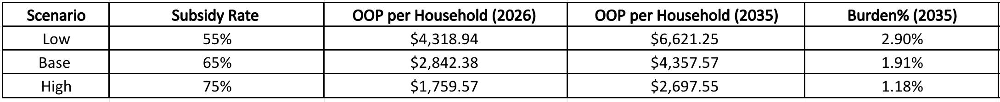 Scenario Subsidy Rate OOP per Household (2026) OOP per Household (2035) Burden% (2035)
Low 55% $4,318.94 $6,621.25 2.90%
Base 65% $2,842.38 $4,357.57 1.91%
High 75% $1,759.57 $2,697.55 1.18%